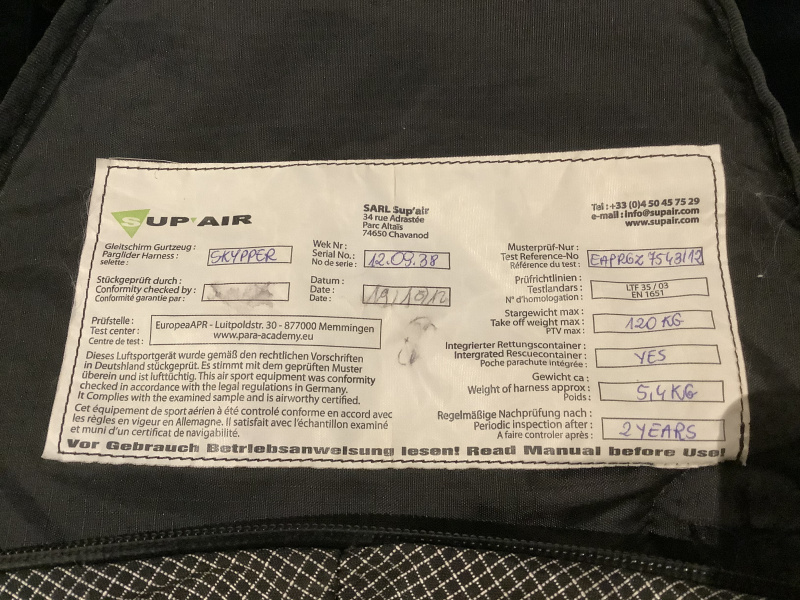 SUP'AIR
SARL Sup'air
34 rue Adrastée
Parc Altaïs
74650 Chavanod
Tel : +33 (0)4 50 45 75 29
e-mail : info@supair.com
www.supair.com
Gleitschirm Gurtzeug :
Parglider Harness :
selette :
SKYPPER
Wek Nr :
Serial No.:
No de serie :
12.09.38
Musterprüf-Nur :
Test Reference-No
Référence du test :
EAPRGZ 7543/12
Stückgeprüft durch :
Conformity checked by :
Conformité garantie par :
Datum :
Date :
Date :
19/10/12
Prüfrichtlinien :
Testlandars :
N° d'homologation :
LTF 35 / 03
EN 1651
Prüfstelle :
Test center :
Centre de test :
EuropeaAPR - Luitpoldstr. 30 - 877000 Memmingen
www.para-academy.eu
Stargewicht max :
Take off weight max :
PTV max :
120 KG
Dieses Luftsportgerät wurde gemäß den rechtlichen Vorschriften
in Deutshland stückgeprüft. Es stimmt mit dem geprüften Muster
überein und ist lufttüchtig. This air sport equipment was conformity
checked in accordance with the legal regulations in Germany.
It Complies with the examined sample and is airworthy certified.
Cet équipement de sport aérien à été controlé conforme en accord avec
les règles en vigeur en Allemagne. Il satisfait avec l'échantillon examiné
et muni d'un certificat de navigabilité.
Integrierter Rettungscontainer :
Intergrated Rescuecontainer :
Poche parachute intégrée :
YES
Gewicht ca :
Weight of harness approx :
Poids :
5,4 KG
Regelmäßige Nachprüfung nach :
Periodic inspection after :
A faire controler après :
2 YEARS
Vor Gebrauch Betriebsanweisung lesen! Read Manual before Use!